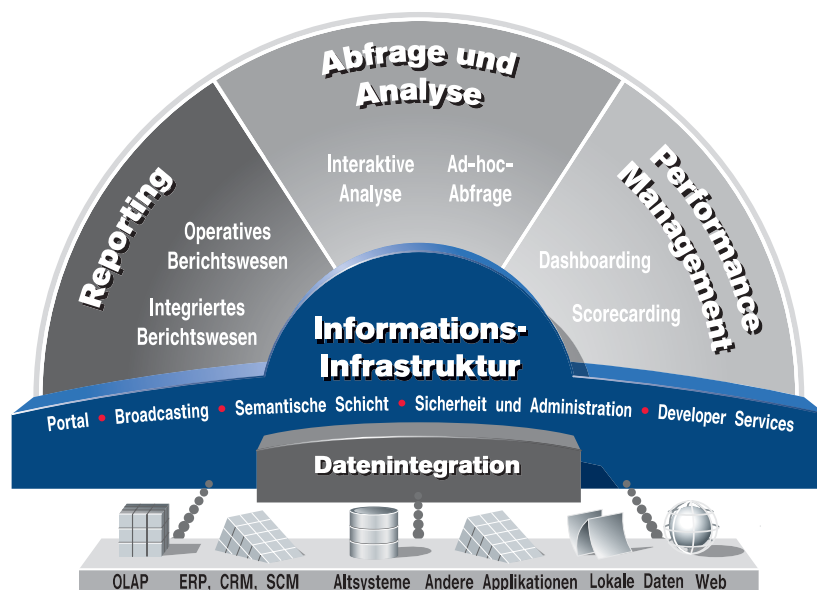 Abfrage und
Analyse
Interaktive
Analyse
Ad-hoc-
Abfrage
Reporting
Operatives
Berichtswesen
Integriertes
Berichtswesen
Performance
Management
Dashboarding
Scorecarding
Informations-
Infrastruktur
Portal • Broadcasting • Semantische Schicht • Sicherheit und Administration • Developer Services
Datenintegration
OLAP ERP, CRM, SCM Altsysteme Andere Applikationen Lokale Daten Web